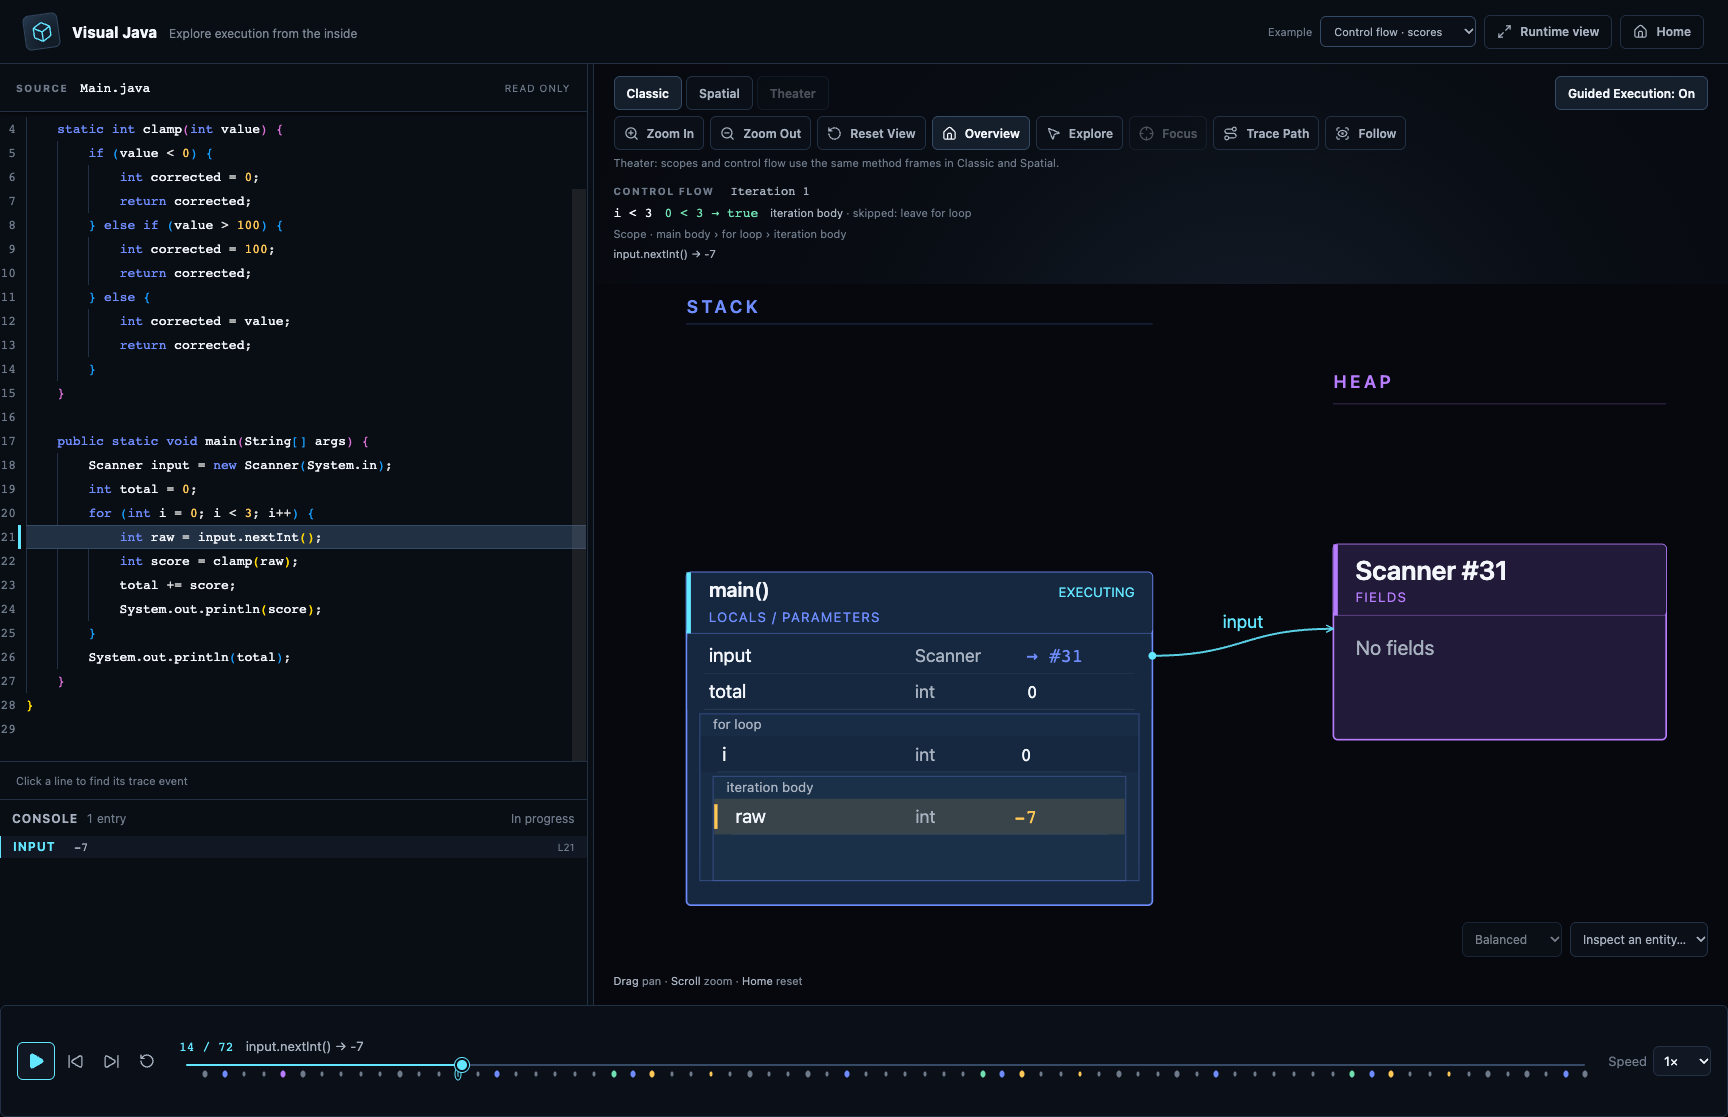 Visual Java Explore execution from the inside
Example Control flow · scores Runtime view Home
SOURCE Main.java READ ONLY
4 static int clamp(int value) {
5 if (value < 0) {
6 int corrected = 0;
7 return corrected;
8 } else if (value > 100) {
9 int corrected = 100;
10 return corrected;
11 } else {
12 int corrected = value;
13 return corrected;
14 }
15 }
16
17 public static void main(String[] args) {
18 Scanner input = new Scanner(System.in);
19 int total = 0;
20 for (int i = 0; i < 3; i++) {
21 int raw = input.nextInt();
22 int score = clamp(raw);
23 total += score;
24 System.out.println(score);
25 }
26 System.out.println(total);
27 }
28 }
29
Click a line to find its trace event
CONSOLE 1 entry In progress
INPUT -7 L21
Classic Spatial Theater Guided Execution: On
Zoom In Zoom Out Reset View Overview Explore Focus Trace Path Follow
Theater: scopes and control flow use the same method frames in Classic and Spatial.
CONTROL FLOW Iteration 1
i < 3 0 < 3 → true iteration body · skipped: leave for loop
Scope · main body › for loop › iteration body
input.nextInt() → -7
STACK
HEAP
main() EXECUTING
LOCALS / PARAMETERS
input Scanner → #31
total int 0
for loop
i int 0
iteration body
raw int -7
input
Scanner #31
FIELDS
No fields
Balanced Inspect an entity...
Drag pan · Scroll zoom · Home reset
14 / 72 input.nextInt() → -7
Speed 1×